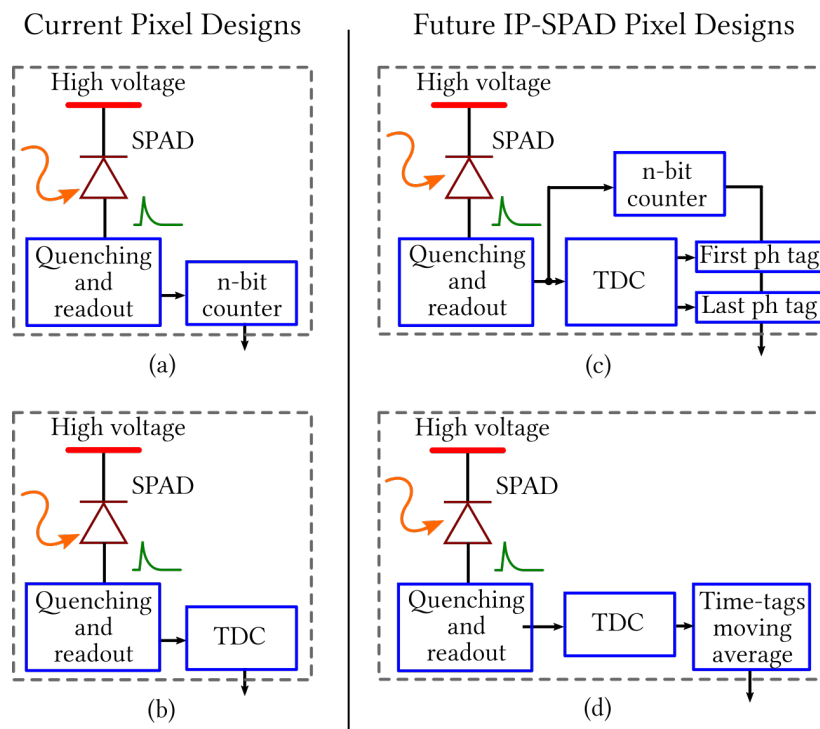 Current Pixel Designs
Future IP-SPAD Pixel Designs
High voltage
SPAD
Quenching
and
readout
n-bit
counter
(a)
High voltage
SPAD
Quenching
and
readout
n-bit
counter
TDC
First ph tag
Last ph tag
(c)
High voltage
SPAD
Quenching
and
readout
TDC
(b)
High voltage
SPAD
Quenching
and
readout
TDC
Time-tags
moving
average
(d)